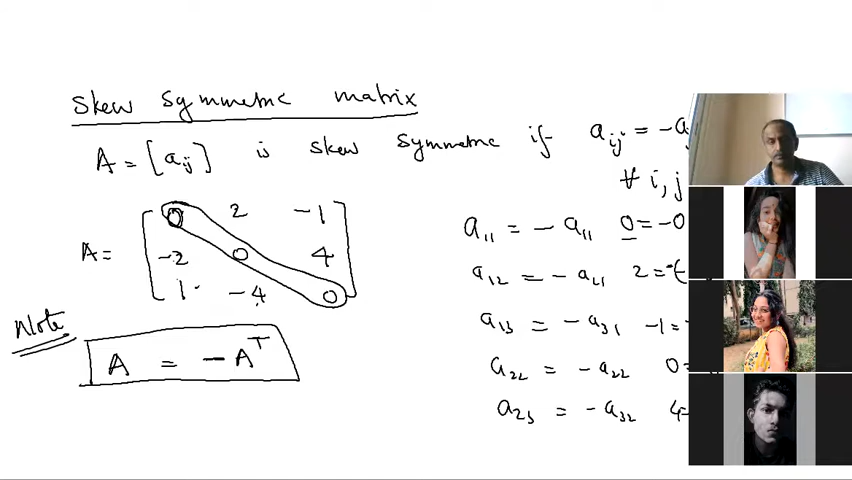 Skew symmetric matrix
A = [aij] is skew symmetric if aij = -a
∀ i, j
A = [ 0 2 -1
-2 0 4
1 -4 0 ]
a11 = - a11 0 = -0
a12 = - a21 2 = -(
a13 = - a31 -1 =
a22 = - a22 0 =
a23 = - a32 4 =
Note
A = -A^T